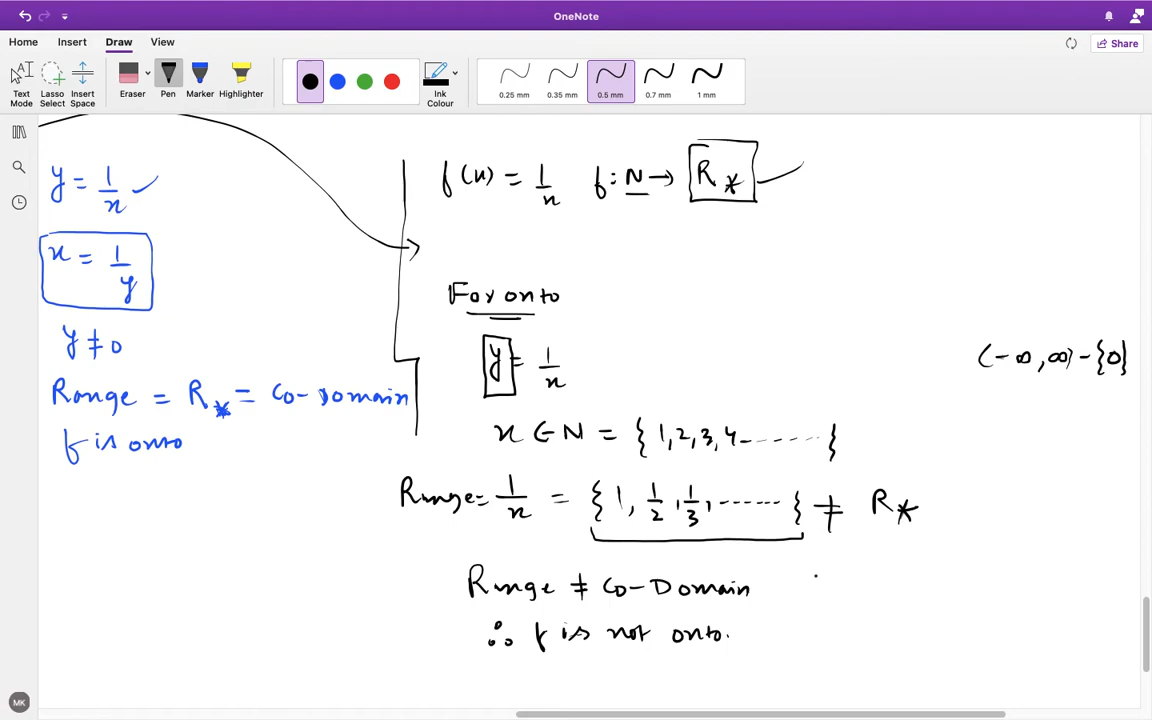 OneNote
Home Insert Draw View
Share
Text Mode
Lasso Select
Insert Space
Eraser
Pen
Marker
Highlighter
Ink Colour
0.25 mm
0.35 mm
0.5 mm
0.7 mm
1 mm
y = 1/x
x = 1/y
y ≠ 0
Range = R* = Co-Domain
f is onto
f(x) = 1/x f: N → R*
For onto
y = 1/x
(-∞,∞)-{0}
x ∈ N = {1,2,3,4-------}
Range = 1/x = {1, 1/2, 1/3, ------} ≠ R*
Range ≠ Co-Domain
∴ f is not onto.
MK